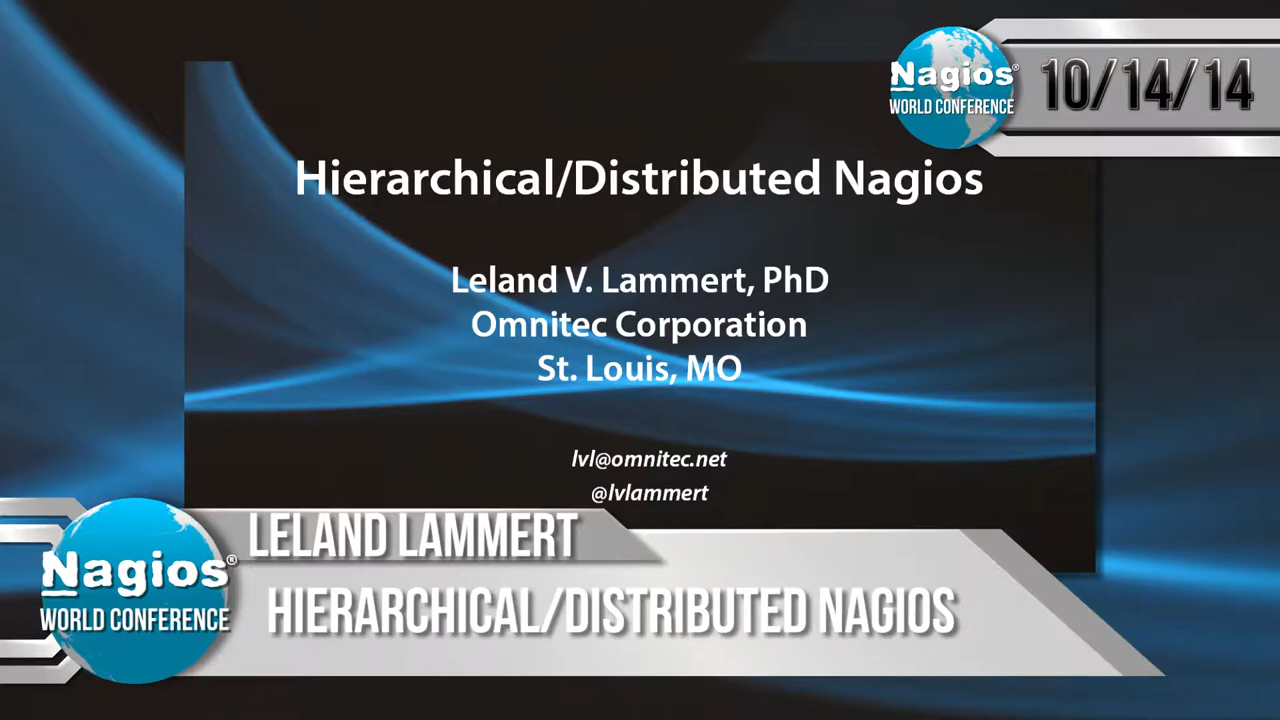 Nagios®
WORLD CONFERENCE
10/14/14
Hierarchical/Distributed Nagios
Leland V. Lammert, PhD
Omnitec Corporation
St. Louis, MO
lvl@omnitec.net
@lvlammert
LELAND LAMMERT
Nagios®
WORLD CONFERENCE
HIERARCHICAL/DISTRIBUTED NAGIOS